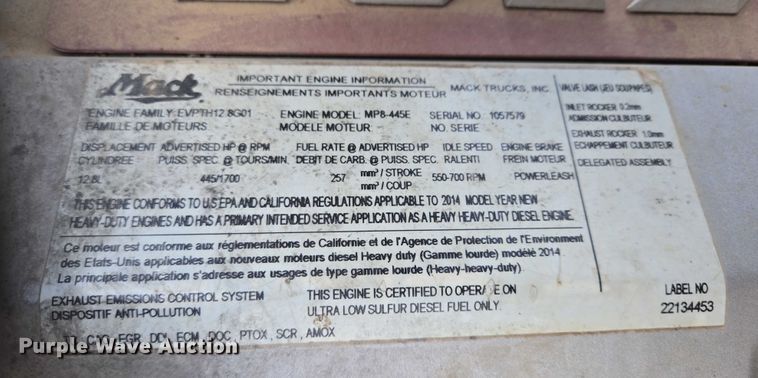 Mack
IMPORTANT ENGINE INFORMATION
RENSEIGNEMENTS IMPORTANTS MOTEUR
MACK TRUCKS, INC.
VALVE LASH (JEU SOUPAPES)
ENGINE FAMILY: EVPTH12.8G01
FAMILLE DE MOTEURS
ENGINE MODEL: MP8-445E
MODELE MOTEUR
SERIAL NO: 1057579
NO. SERIE
INLET ROCKER 0.2mm
ADMISSION CULBUTEUR
EXHAUST ROCKER 1.0mm
ECHAPPEMENT CULBUTEUR
DELEGATED ASSEMBLY
DISPLACEMENT ADVERTISED HP @ RPM FUEL RATE @ ADVERTISED HP IDLE SPEED ENGINE BRAKE
CYLINDREE PUISS. SPEC. @ TOURS/MIN. DEBIT DE CARB. @ PUISS. SPEC. RALENTI FREIN MOTEUR
12.8L 445/1700 257 mm³ / STROKE 550-700 RPM POWERLEASH
mm³ / COUP
THIS ENGINE CONFORMS TO U.S EPA AND CALIFORNIA REGULATIONS APPLICABLE TO 2014 MODEL YEAR NEW
HEAVY-DUTY ENGINES AND HAS A PRIMARY INTENDED SERVICE APPLICATION AS A HEAVY HEAVY-DUTY DIESEL ENGINE.
Ce moteur est conforme aux réglementations de Californie et de l'Agence de Protection de l'Environment
des Etats-Unis applicables aux nouveaux moteurs diesel Heavy duty (Gamme lourde) modélé 2014.
La principale application s'adresse aux usages de type gamme lourde (Heavy-heavy-duty).
EXHAUST EMISSIONS CONTROL SYSTEM
DISPOSITIF ANTI-POLLUTION
THIS ENGINE IS CERTIFIED TO OPERATE ON
ULTRA LOW SULFUR DIESEL FUEL ONLY.
LABEL NO
22134453
EGR, DDI, ECM, DOC, PTOX, SCR, AMOX
Purple Wave Auction